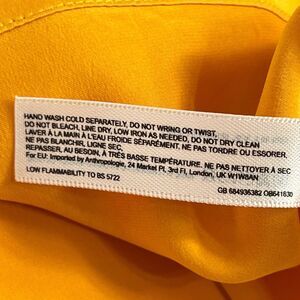 HAND WASH COLD SEPARATELY, DO NOT WRING OR TWIST,
DO NOT BLEACH, LINE DRY, LOW IRON AS NEEDED, DO NOT DRY CLEAN
LAVER À LA MAIN À L'EAU FROIDE SÉPARÉMENT. NE PAS TORDRE OU ESSORER.
NE PAS BLANCHIR, LIGNE SEC,
REPASSER, AU BESOIN, À TRÈS BASSE TEMPÉRATURE. NE PAS NETTOYER À SEC
For EU: Imported by Anthropologie, 24 Market Pl, 3rd Fl, London, UK W1W8AN
LOW FLAMMABILITY TO BS 5722
GB 684936382 OB641630